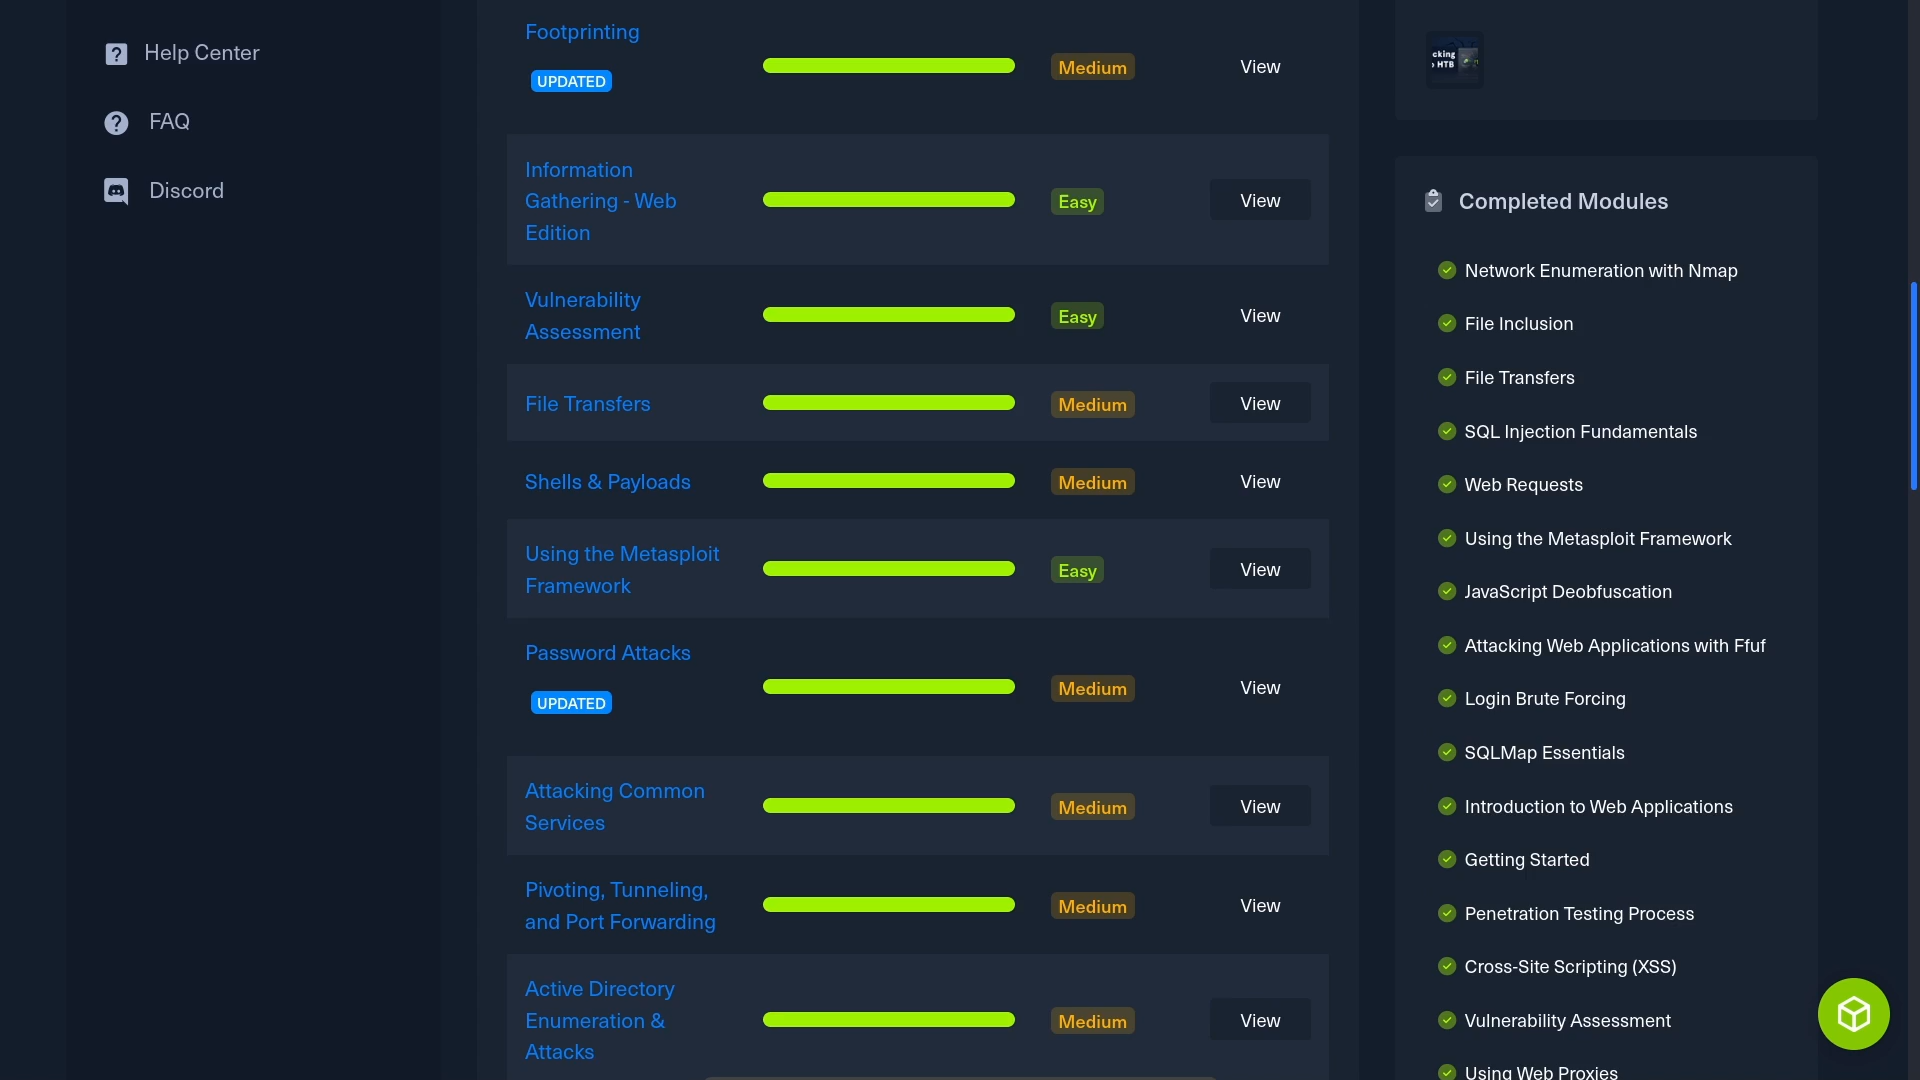 Help Center
FAQ
Discord
Footprinting
UPDATED
Medium
View
Information
Gathering - Web
Edition
Easy
View
Vulnerability
Assessment
Easy
View
File Transfers
Medium
View
Shells & Payloads
Medium
View
Using the Metasploit
Framework
Easy
View
Password Attacks
UPDATED
Medium
View
Attacking Common
Services
Medium
View
Pivoting, Tunneling,
and Port Forwarding
Medium
View
Active Directory
Enumeration &
Attacks
Medium
View
cking
HTB
Completed Modules
Network Enumeration with Nmap
File Inclusion
File Transfers
SQL Injection Fundamentals
Web Requests
Using the Metasploit Framework
JavaScript Deobfuscation
Attacking Web Applications with Ffuf
Login Brute Forcing
SQLMap Essentials
Introduction to Web Applications
Getting Started
Penetration Testing Process
Cross-Site Scripting (XSS)
Vulnerability Assessment
Using Web Proxies